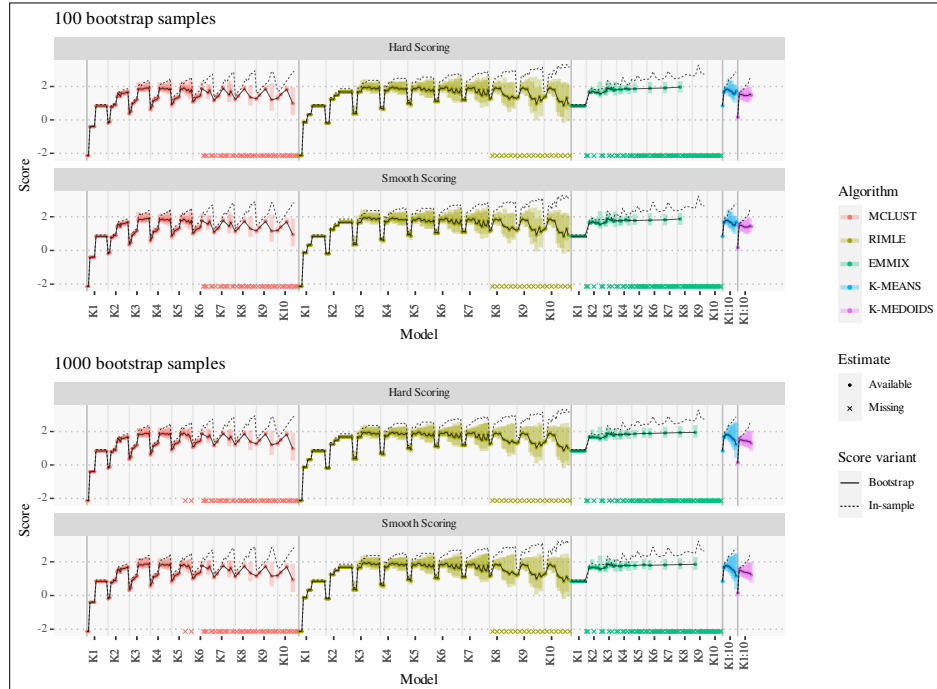 100 bootstrap samples
Hard Scoring
2
0
-2
Smooth Scoring
2
0
-2
Score
K1 K2 K3 K4 K5 K6 K7 K8 K9 K10 K1 K2 K3 K4 K5 K6 K7 K8 K9 K10 K1 K2 K3 K4 K5 K6 K7 K8 K9 K10 K1:10 K1:10
Model
1000 bootstrap samples
Hard Scoring
2
0
-2
Smooth Scoring
2
0
-2
Score
K1 K2 K3 K4 K5 K6 K7 K8 K9 K10 K1 K2 K3 K4 K5 K6 K7 K8 K9 K10 K1 K2 K3 K4 K5 K6 K7 K8 K9 K10 K1:10 K1:10
Model
Algorithm
MCLUST
RIMLE
EMMIX
K-MEANS
K-MEDOIDS
Estimate
Available
Missing
Score variant
Bootstrap
In-sample